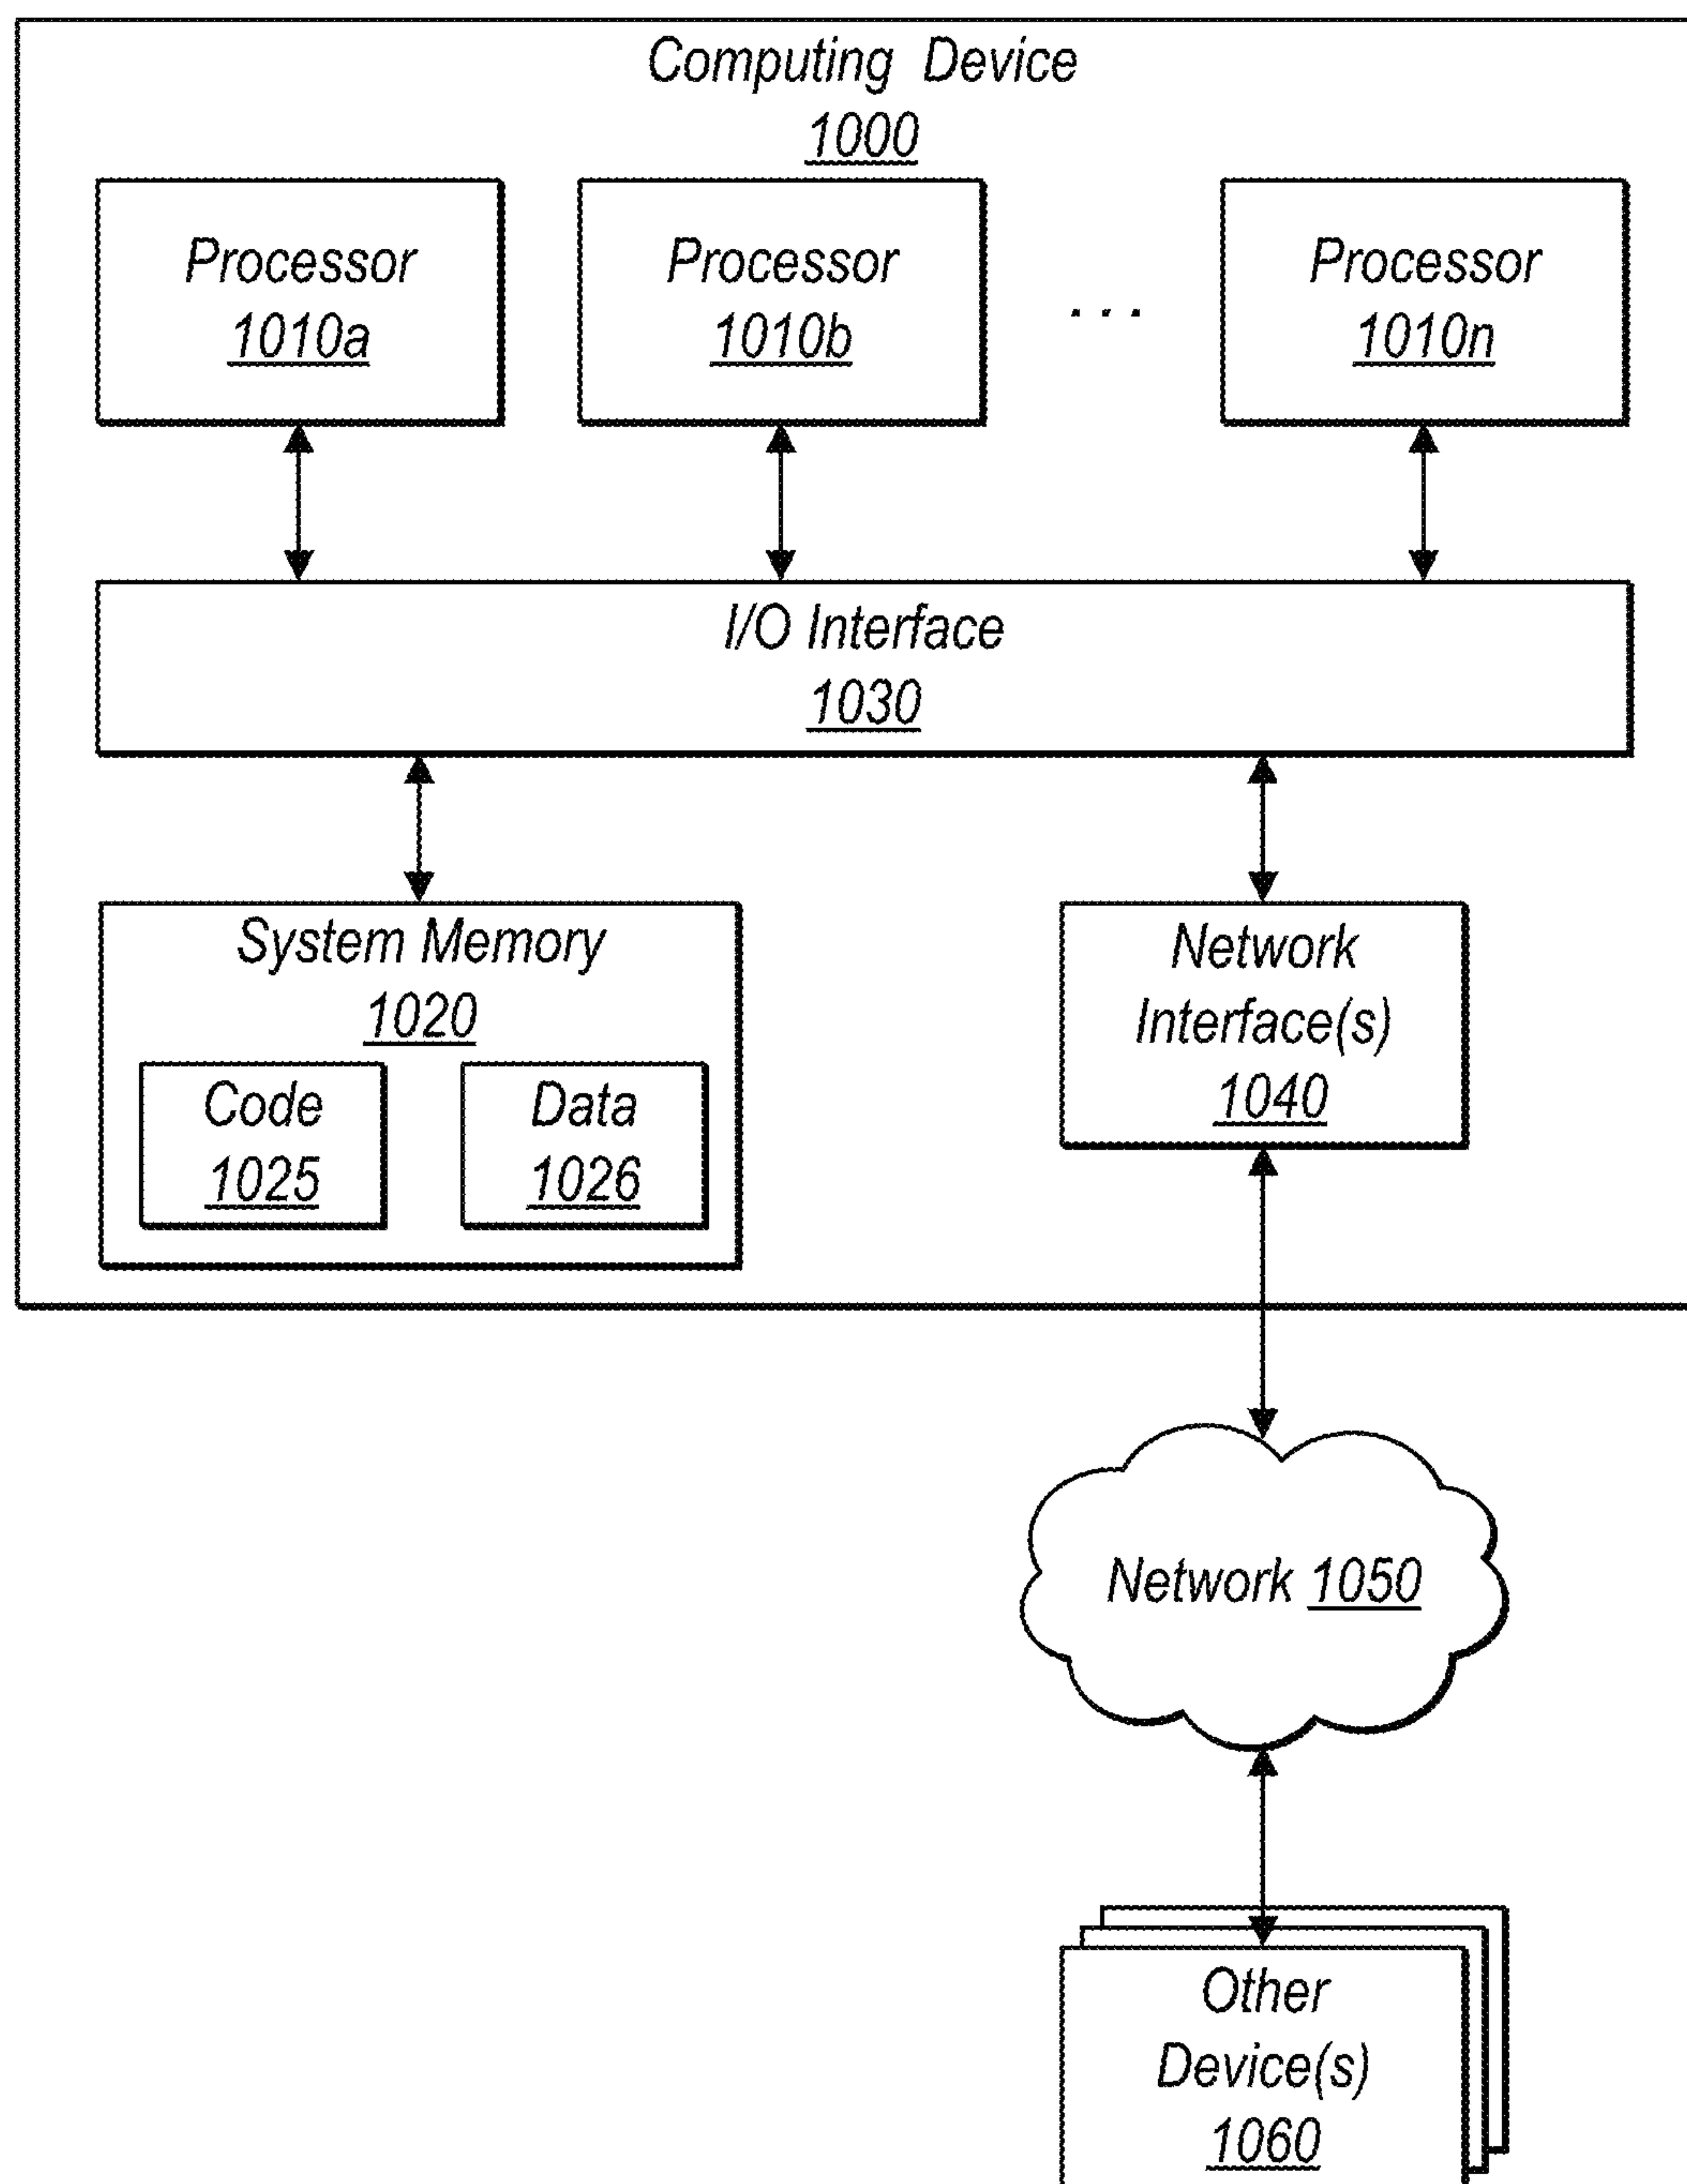 Computing Device
1000
Processor
1010a
Processor
1010b
. . .
Processor
1010n
I/O Interface
1030
System Memory
1020
Code
1025
Data
1026
Network
Interface(s)
1040
Network 1050
Other
Device(s)
1060